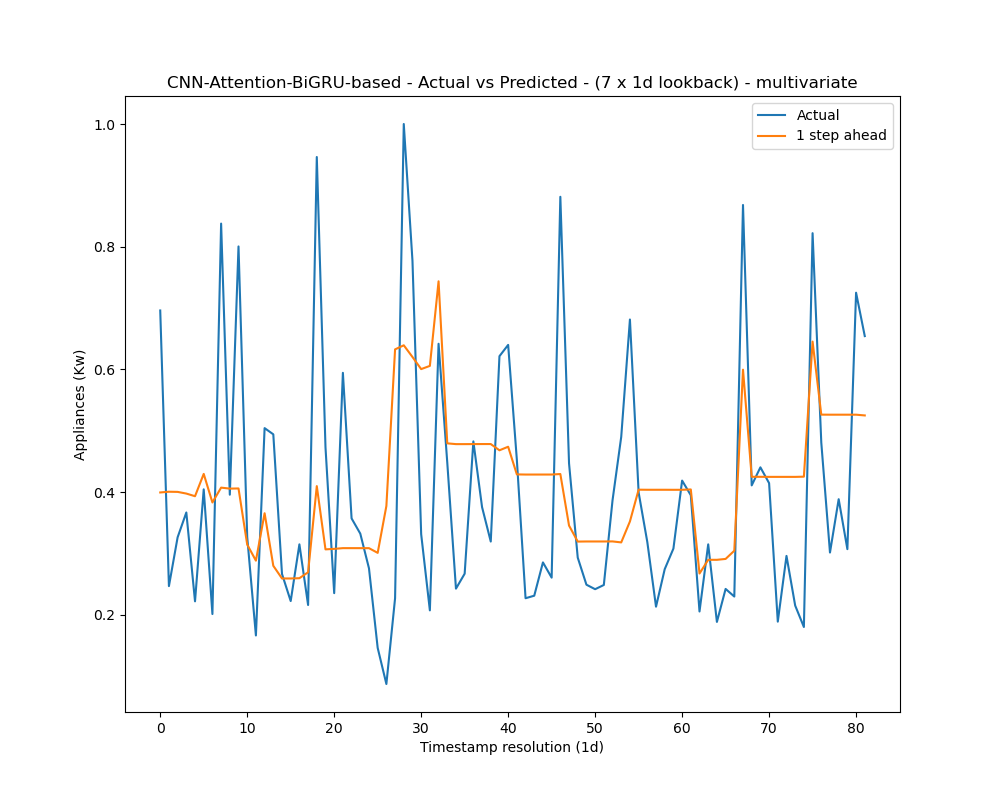 CNN-Attention-BiGRU-based - Actual vs Predicted - (7 x 1d lookback) - multivariate
Actual
1 step ahead
Appliances (Kw)
1.0
0.8
0.6
0.4
0.2
0 10 20 30 40 50 60 70 80
Timestamp resolution (1d)